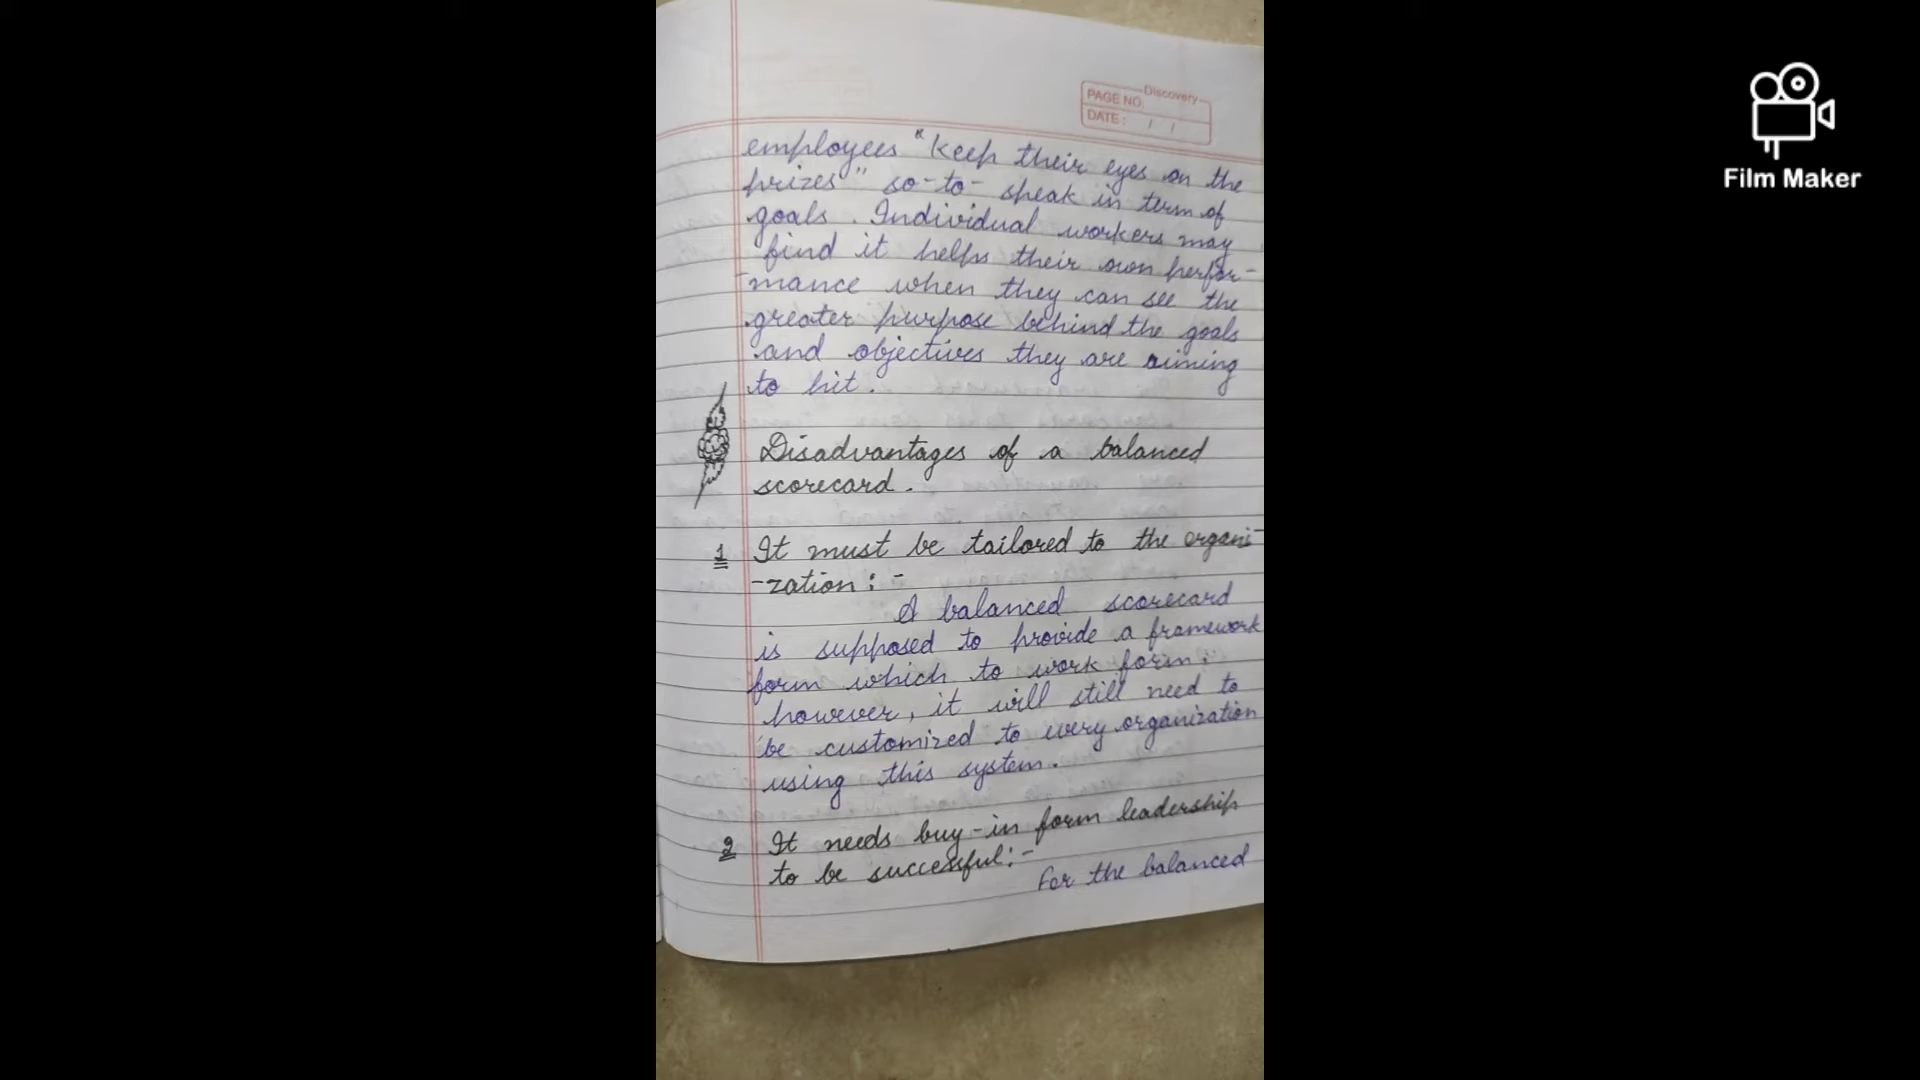 Discovery
PAGE NO:
DATE: / /
employees "keep their eyes on the
prizes" so-to-speak in term of
goals. Individual workers may
find it helps their own perfor-
-mance when they can see the
greater purpose behind the goals
and objectives they are aiming
to hit.
Disadvantages of a balanced
scorecard.
1 It must be tailored to the organi-
-zation:-
A balanced scorecard
is supposed to provide a framework
form which to work form:
however, it will still need to
be customized to every organization
using this system.
2 It needs buy-in form leadership
to be successful:-
For the balanced
Film Maker